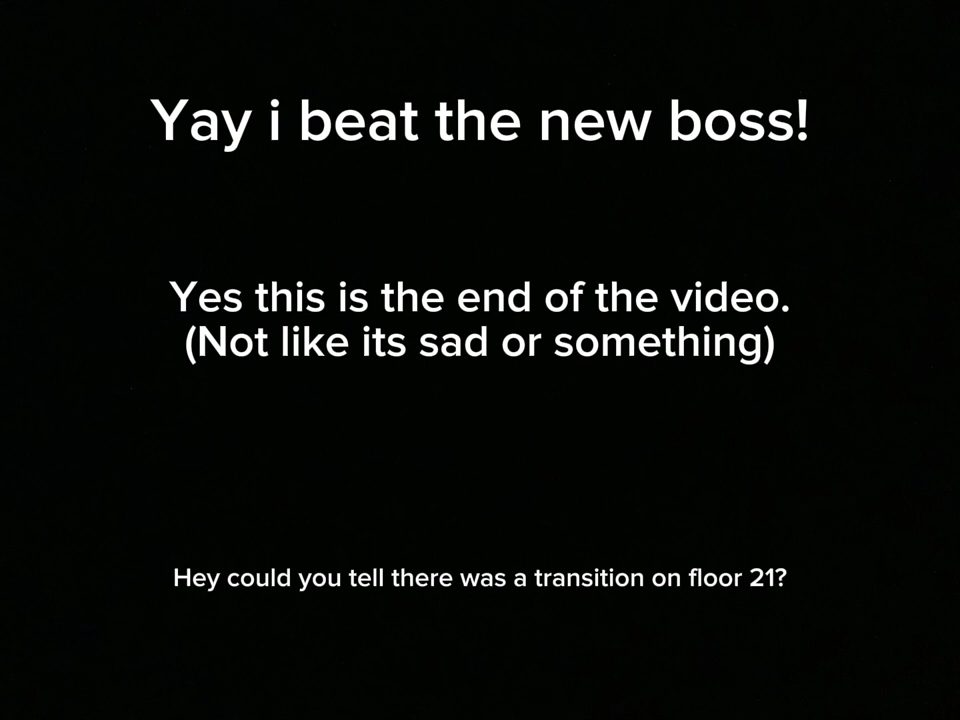 Yay i beat the new boss!
Yes this is the end of the video.
(Not like its sad or something)
Hey could you tell there was a transition on floor 21?